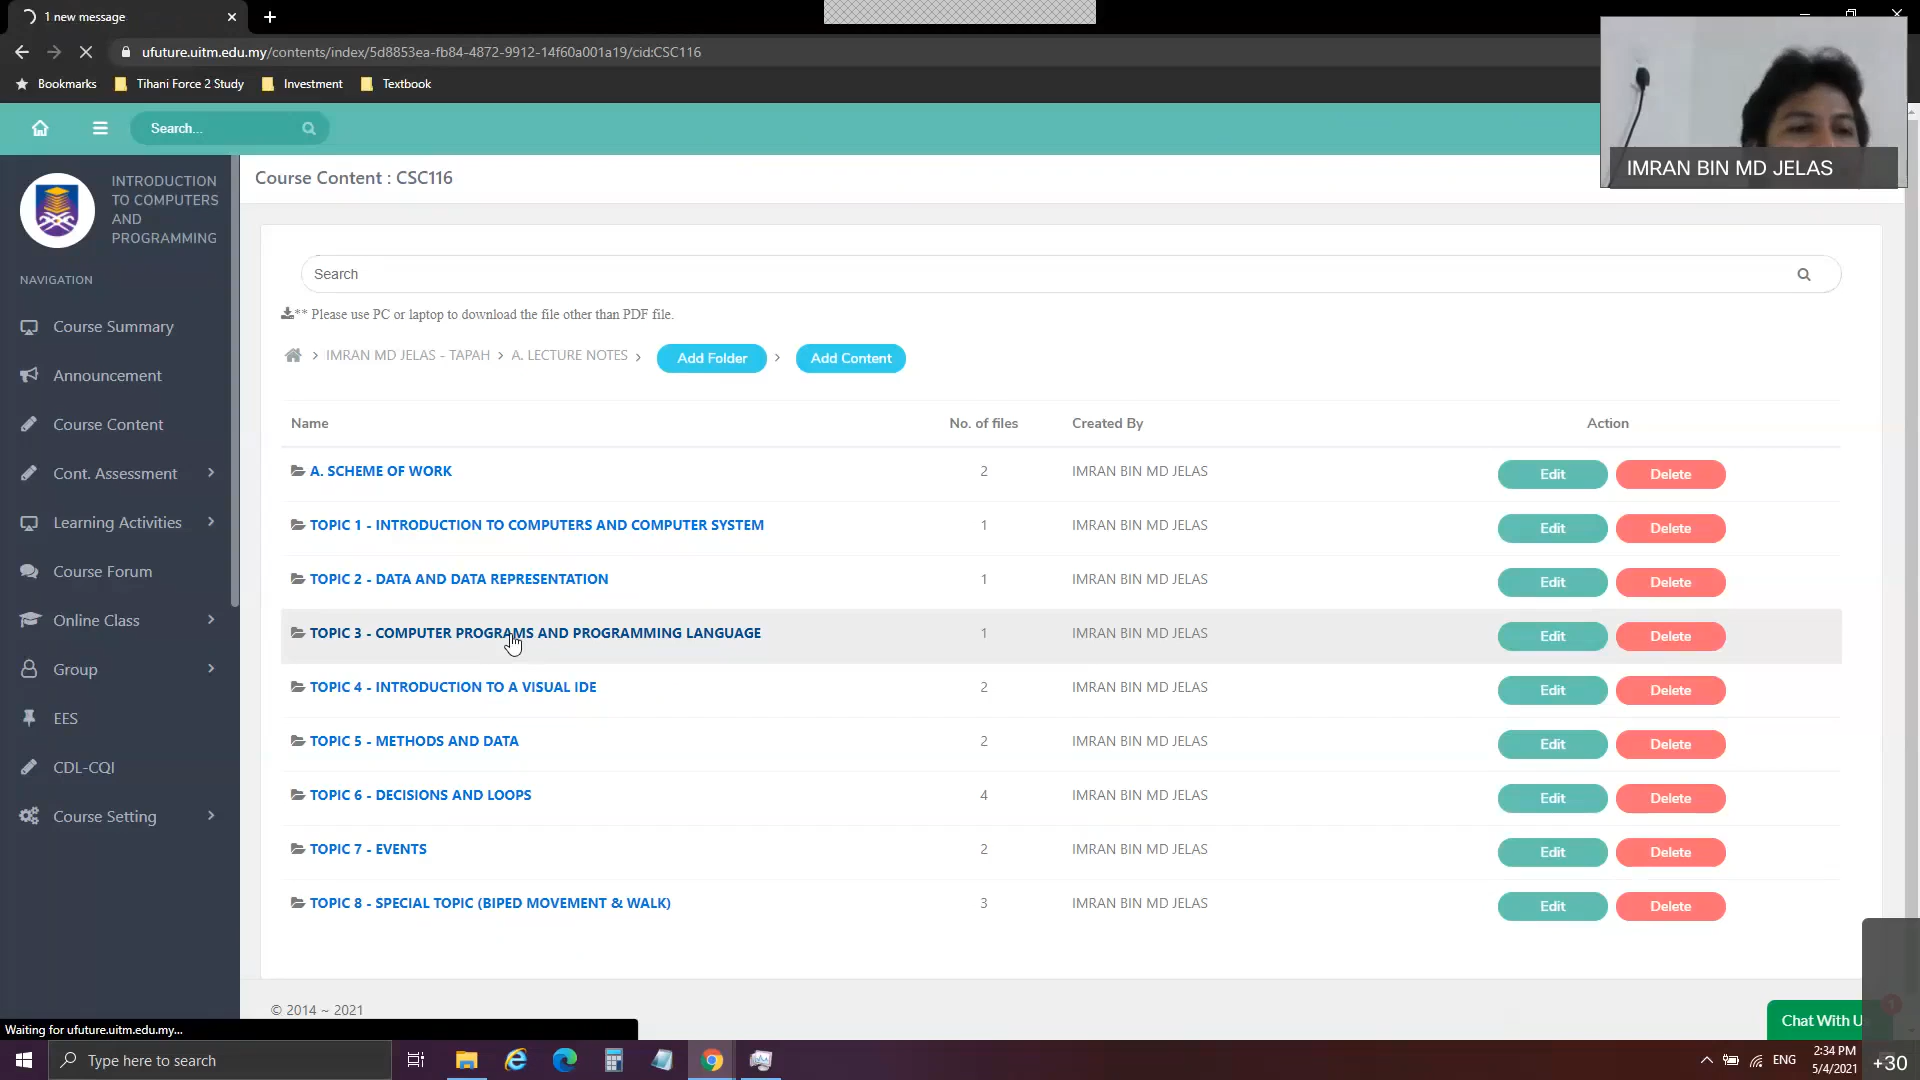 1 new message
ufuture.uitm.edu.my/contents/index/5d8853ea-fb84-4872-9912-14f60a001a19/cid:CSC116
Bookmarks
Tihani Force 2 Study
Investment
Textbook
Search...
IMRAN BIN MD JELAS
INTRODUCTION
TO COMPUTERS
AND
PROGRAMMING
NAVIGATION
Course Summary
Announcement
Course Content
Cont. Assessment
Learning Activities
Course Forum
Online Class
Group
EES
CDL-CQI
Course Setting
Course Content : CSC116
Search
** Please use PC or laptop to download the file other than PDF file.
IMRAN MD JELAS - TAPAH > A. LECTURE NOTES > Add Folder > Add Content
Name No. of files Created By Action
A. SCHEME OF WORK 2 IMRAN BIN MD JELAS Edit Delete
TOPIC 1 - INTRODUCTION TO COMPUTERS AND COMPUTER SYSTEM 1 IMRAN BIN MD JELAS Edit Delete
TOPIC 2 - DATA AND DATA REPRESENTATION 1 IMRAN BIN MD JELAS Edit Delete
TOPIC 3 - COMPUTER PROGRAMS AND PROGRAMMING LANGUAGE 1 IMRAN BIN MD JELAS Edit Delete
TOPIC 4 - INTRODUCTION TO A VISUAL IDE 2 IMRAN BIN MD JELAS Edit Delete
TOPIC 5 - METHODS AND DATA 2 IMRAN BIN MD JELAS Edit Delete
TOPIC 6 - DECISIONS AND LOOPS 4 IMRAN BIN MD JELAS Edit Delete
TOPIC 7 - EVENTS 2 IMRAN BIN MD JELAS Edit Delete
TOPIC 8 - SPECIAL TOPIC (BIPED MOVEMENT & WALK) 3 IMRAN BIN MD JELAS Edit Delete
© 2014 ~ 2021
Chat With U
1
Waiting for ufuture.uitm.edu.my...
Type here to search
ENG
2:34 PM
5/4/2021
+30